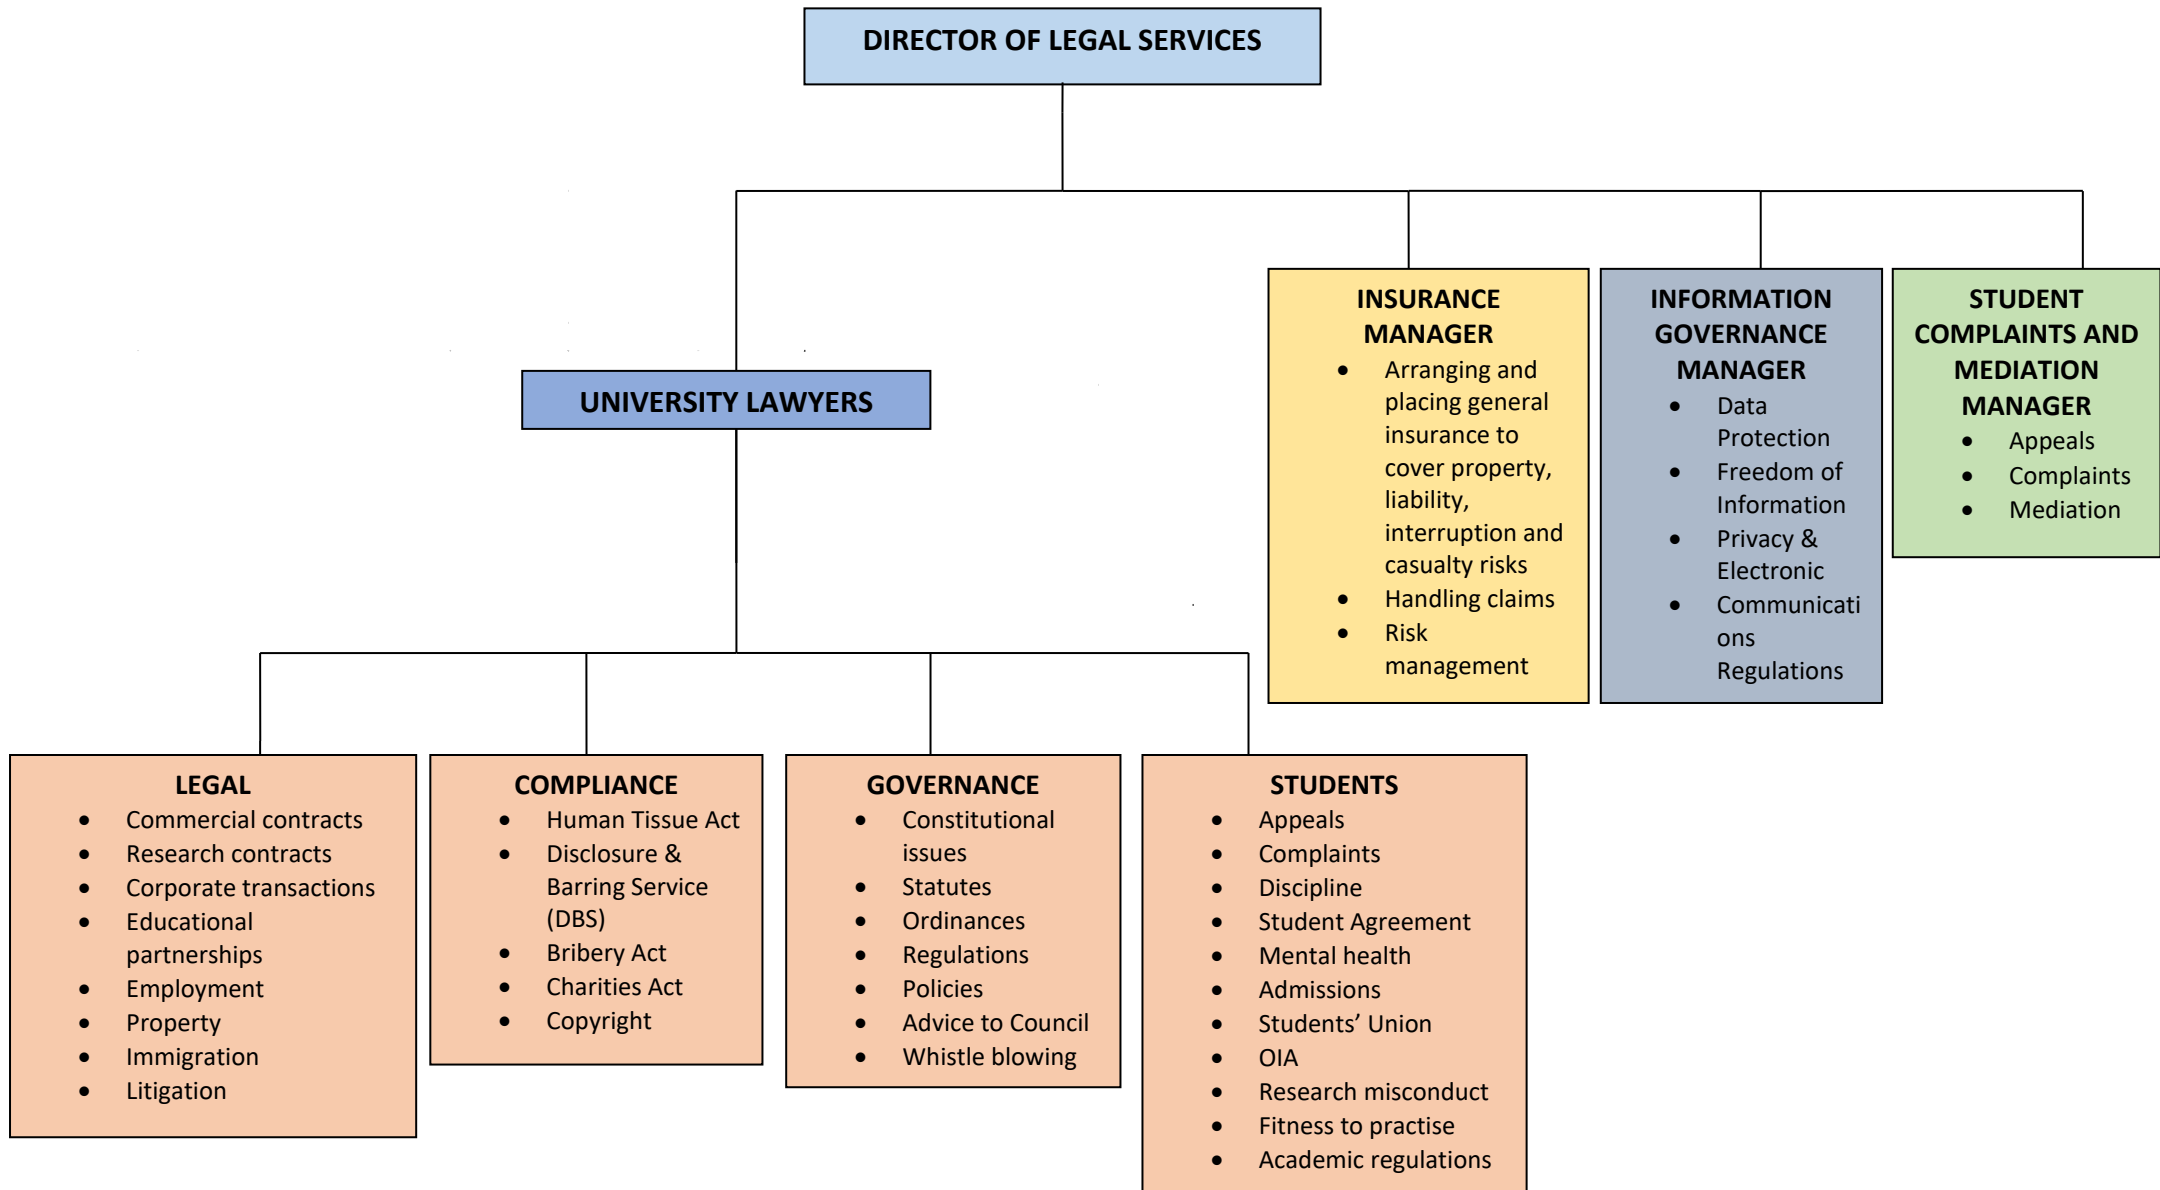 DIRECTOR OF LEGAL SERVICES
UNIVERSITY LAWYERS
INSURANCE
MANAGER
• Arranging and
placing general
insurance to
cover property,
liability,
interruption and
casualty risks
• Handling claims
• Risk
management
INFORMATION
GOVERNANCE
MANAGER
• Data
Protection
• Freedom of
Information
• Privacy &
Electronic
• Communicati
ons
Regulations
STUDENT
COMPLAINTS AND
MEDIATION
MANAGER
• Appeals
• Complaints
• Mediation
LEGAL
• Commercial contracts
• Research contracts
• Corporate transactions
• Educational
partnerships
• Employment
• Property
• Immigration
• Litigation
COMPLIANCE
• Human Tissue Act
• Disclosure &
Barring Service
(DBS)
• Bribery Act
• Charities Act
• Copyright
GOVERNANCE
• Constitutional
issues
• Statutes
• Ordinances
• Regulations
• Policies
• Advice to Council
• Whistle blowing
STUDENTS
• Appeals
• Complaints
• Discipline
• Student Agreement
• Mental health
• Admissions
• Students’ Union
• OIA
• Research misconduct
• Fitness to practise
• Academic regulations